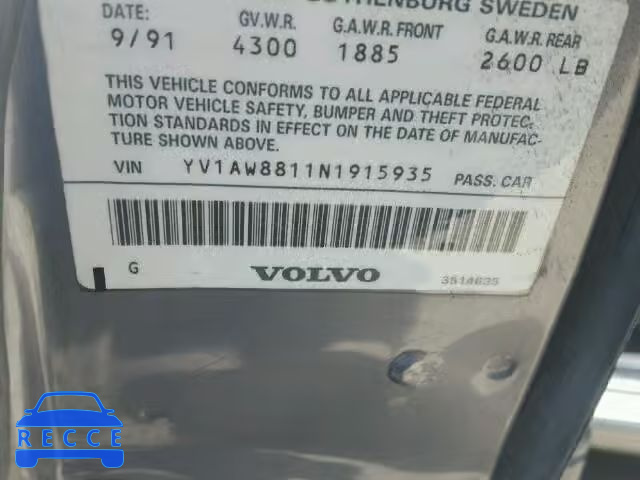 GOTHENBURG SWEDEN
DATE: GV.W.R. G.A.W.R. FRONT G.A.W.R. REAR
9/91 4300 1885 2600 LB
THIS VEHICLE CONFORMS TO ALL APPLICABLE FEDERAL
MOTOR VEHICLE SAFETY, BUMPER AND THEFT PROTEC-
TION STANDARDS IN EFFECT ON THE DATE OF MANUFAC-
TURE SHOWN ABOVE.
VIN YV1AW8811N1915935 PASS. CAR
G VOLVO 3514635
RECCE